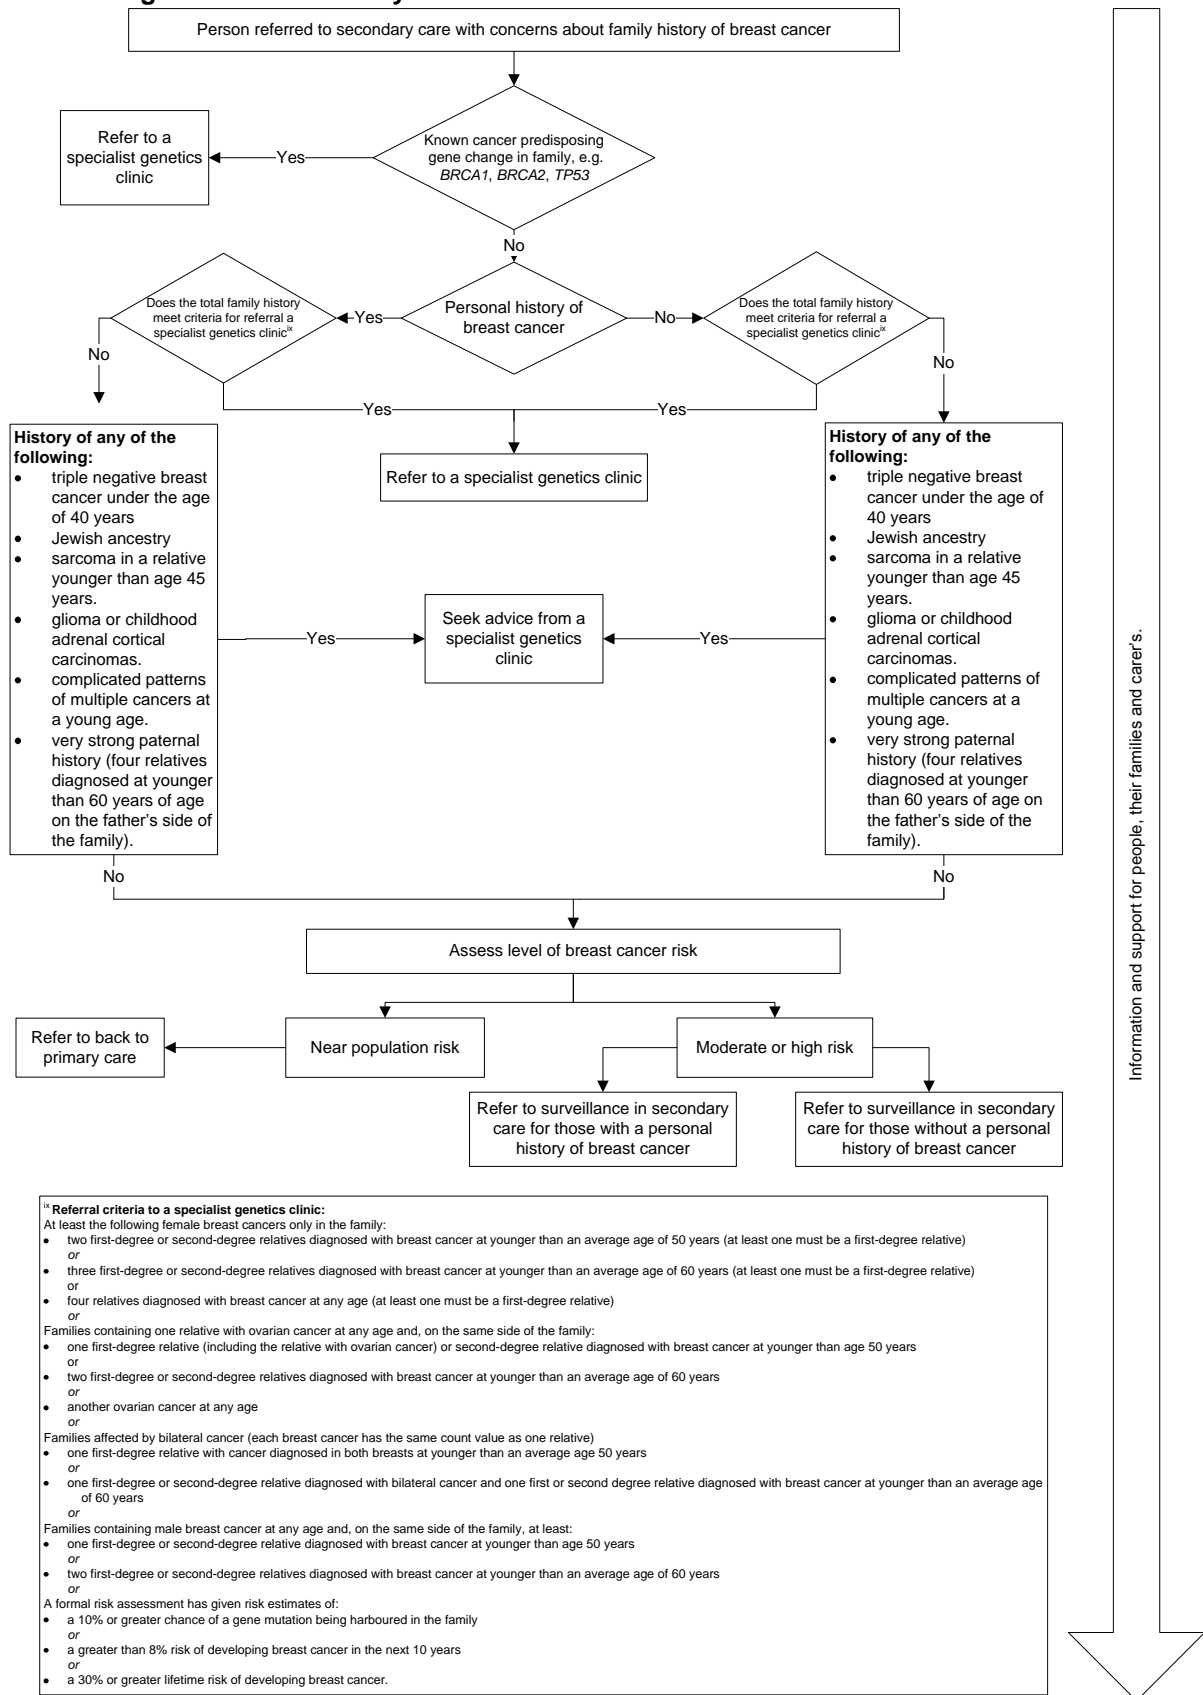 Person referred to secondary care with concerns about family history of breast cancer
Known cancer predisposing
gene change in family, e.g.
BRCA1, BRCA2, TP53
Yes
Refer to a
specialist genetics
clinic
No
Personal history of
breast cancer
Yes
Does the total family history
meet criteria for referral a
specialist genetics clinic^ix
No
Does the total family history
meet criteria for referral a
specialist genetics clinic^ix
No
No
Yes
Yes
Refer to a specialist genetics clinic
History of any of the
following:
• triple negative breast
cancer under the age
of 40 years
• Jewish ancestry
• sarcoma in a relative
younger than age 45
years.
• glioma or childhood
adrenal cortical
carcinomas.
• complicated patterns
of multiple cancers at
a young age.
• very strong paternal
history (four relatives
diagnosed at younger
than 60 years of age
on the father's side of
the family).
Yes
Seek advice from a
specialist genetics
clinic
Yes
History of any of the
following:
• triple negative breast
cancer under the age of
40 years
• Jewish ancestry
• sarcoma in a relative
younger than age 45
years.
• glioma or childhood
adrenal cortical
carcinomas.
• complicated patterns of
multiple cancers at a
young age.
• very strong paternal
history (four relatives
diagnosed at younger
than 60 years of age on
the father's side of the
family).
No
No
Assess level of breast cancer risk
Refer to back to
primary care
Near population risk
Moderate or high risk
Refer to surveillance in secondary
care for those with a personal
history of breast cancer
Refer to surveillance in secondary
care for those without a personal
history of breast cancer
Information and support for people, their families and carer's.
^ix Referral criteria to a specialist genetics clinic:
At least the following female breast cancers only in the family:
• two first-degree or second-degree relatives diagnosed with breast cancer at younger than an average age of 50 years (at least one must be a first-degree relative)
or
• three first-degree or second-degree relatives diagnosed with breast cancer at younger than an average age of 60 years (at least one must be a first-degree relative)
or
• four relatives diagnosed with breast cancer at any age (at least one must be a first-degree relative)
or
Families containing one relative with ovarian cancer at any age and, on the same side of the family:
• one first-degree relative (including the relative with ovarian cancer) or second-degree relative diagnosed with breast cancer at younger than age 50 years
or
• two first-degree or second-degree relatives diagnosed with breast cancer at younger than an average age of 60 years
or
• another ovarian cancer at any age
or
Families affected by bilateral cancer (each breast cancer has the same count value as one relative)
• one first-degree relative with cancer diagnosed in both breasts at younger than an average age 50 years
or
• one first-degree or second-degree relative diagnosed with bilateral cancer and one first or second degree relative diagnosed with breast cancer at younger than an average age
of 60 years
or
Families containing male breast cancer at any age and, on the same side of the family, at least:
• one first-degree or second-degree relative diagnosed with breast cancer at younger than age 50 years
or
• two first-degree or second-degree relatives diagnosed with breast cancer at younger than an average age of 60 years
or
A formal risk assessment has given risk estimates of:
• a 10% or greater chance of a gene mutation being harboured in the family
or
• a greater than 8% risk of developing breast cancer in the next 10 years
or
• a 30% or greater lifetime risk of developing breast cancer.